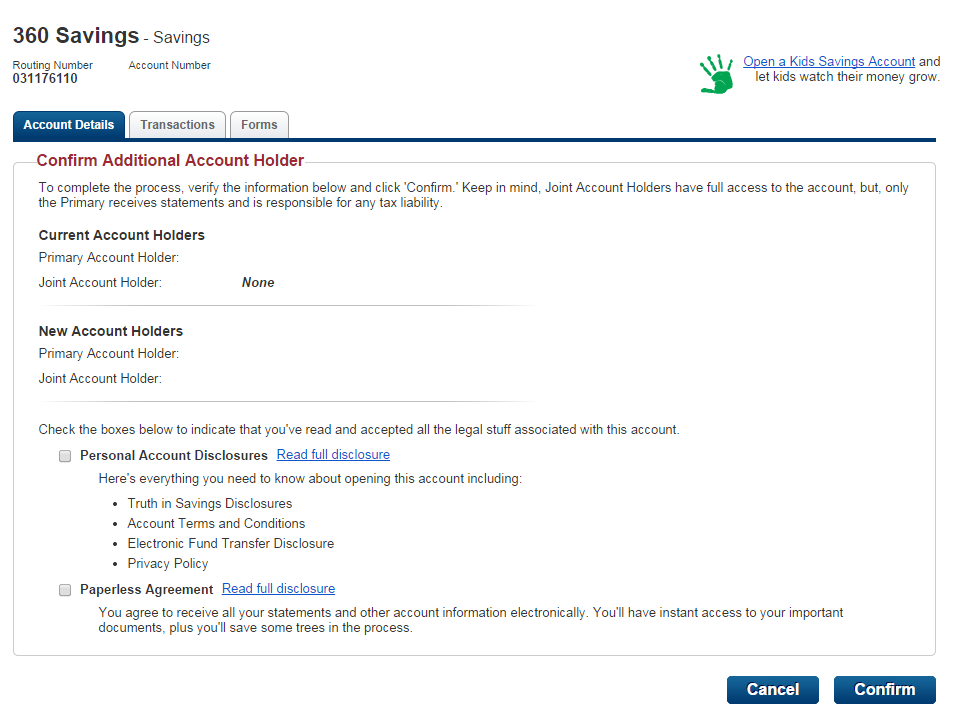 360 Savings - Savings
Routing Number Account Number
031176110
Open a Kids Savings Account and
let kids watch their money grow.
Account Details Transactions Forms
Confirm Additional Account Holder
To complete the process, verify the information below and click 'Confirm.' Keep in mind, Joint Account Holders have full access to the account, but, only
the Primary receives statements and is responsible for any tax liability.
Current Account Holders
Primary Account Holder:
Joint Account Holder: None
New Account Holders
Primary Account Holder:
Joint Account Holder:
Check the boxes below to indicate that you've read and accepted all the legal stuff associated with this account.
Personal Account Disclosures Read full disclosure
Here's everything you need to know about opening this account including:
• Truth in Savings Disclosures
• Account Terms and Conditions
• Electronic Fund Transfer Disclosure
• Privacy Policy
Paperless Agreement Read full disclosure
You agree to receive all your statements and other account information electronically. You'll have instant access to your important
documents, plus you'll save some trees in the process.
Cancel Confirm